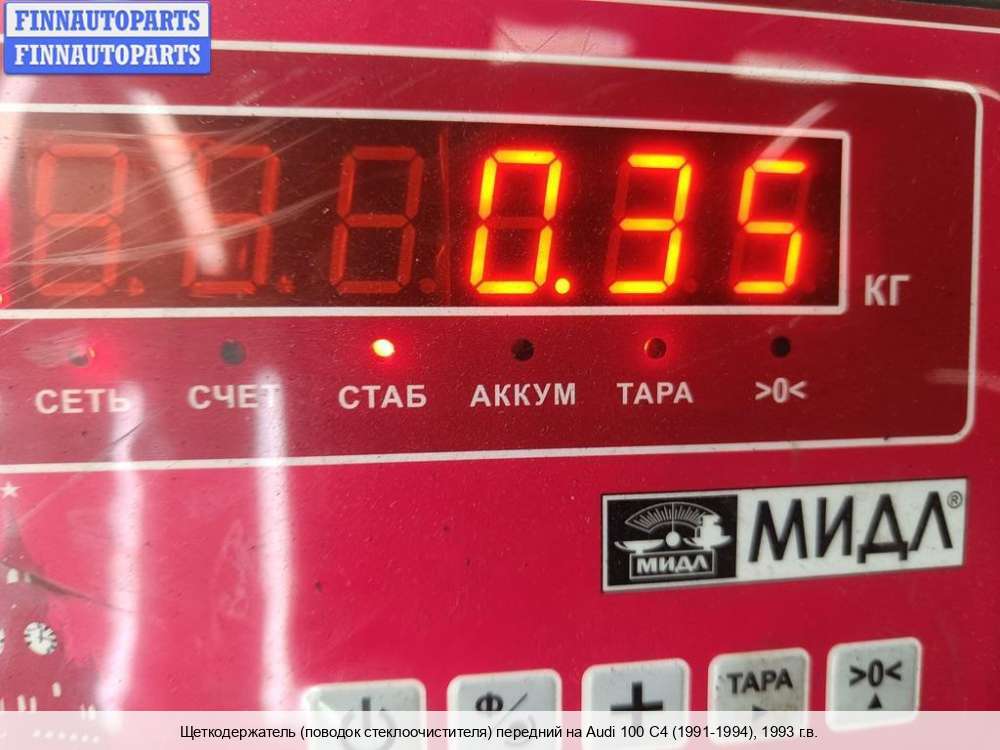 FINNAUTOPARTS
FINNAUTOPARTS
0.35
КГ
СЕТЬ СЧЕТ СТАБ АККУМ ТАРА >0<
МИДЛ МИДЛ®
Ф/
+ ТАРА >0<
Щеткодержатель (поводок стеклоочистителя) передний на Audi 100 C4 (1991-1994), 1993 г.в.